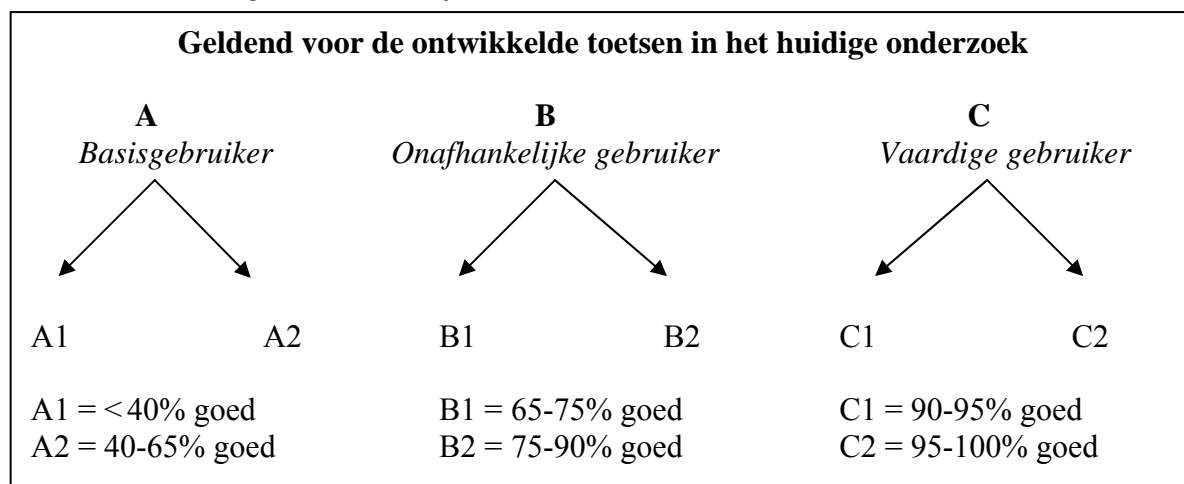 Geldend voor de ontwikkelde toetsen in het huidige onderzoek
A B C
Basisgebruiker Onafhankelijke gebruiker Vaardige gebruiker
A1 A2 B1 B2 C1 C2
A1 = <40% goed B1 = 65-75% goed C1 = 90-95% goed
A2 = 40-65% goed B2 = 75-90% goed C2 = 95-100% goed